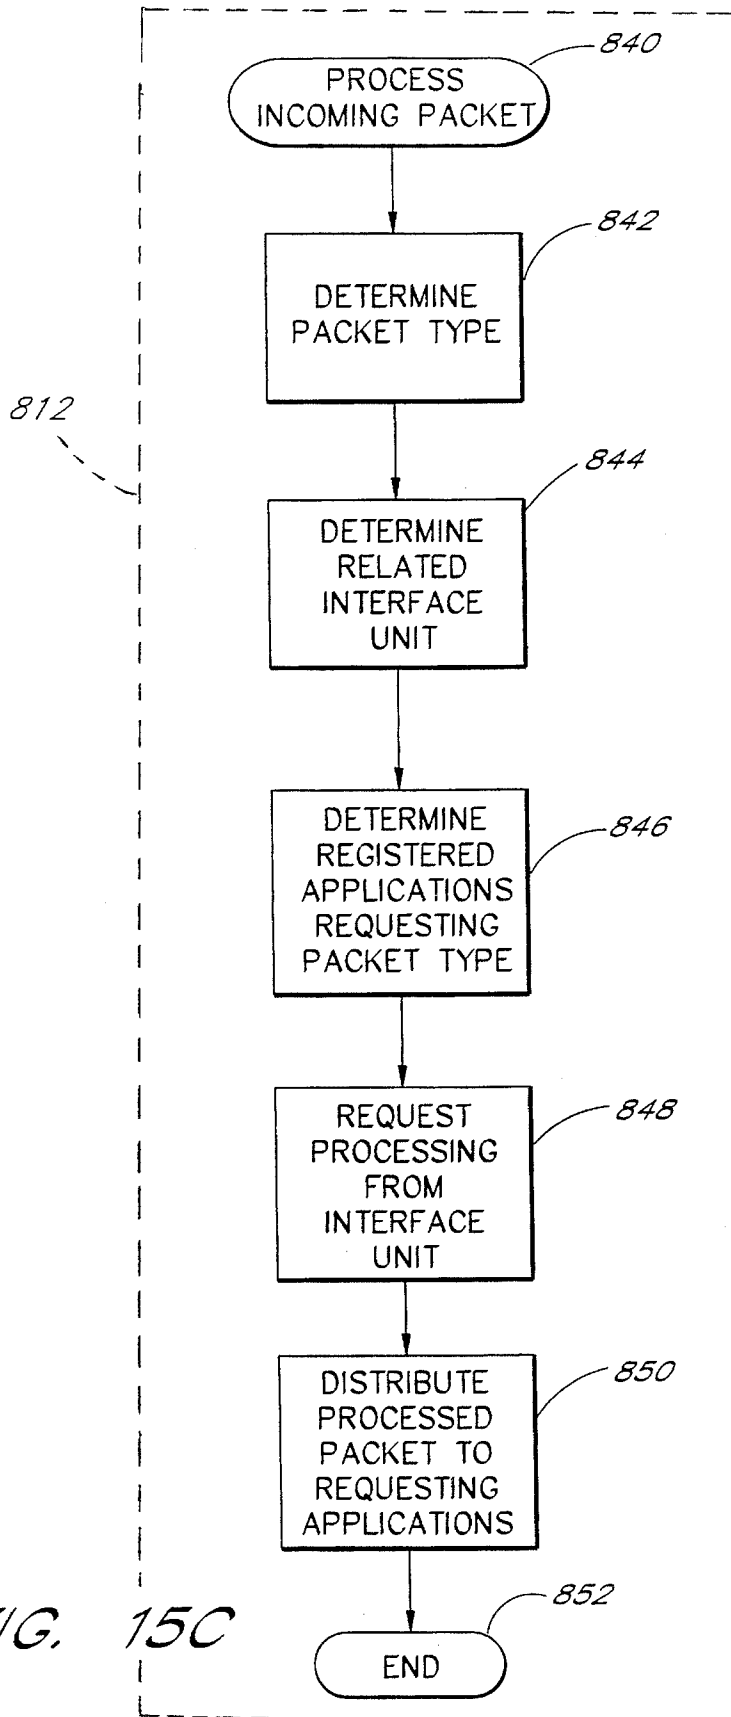 840
PROCESS
INCOMING PACKET
842
DETERMINE
PACKET TYPE
812
844
DETERMINE
RELATED
INTERFACE
UNIT
846
DETERMINE
REGISTERED
APPLICATIONS
REQUESTING
PACKET TYPE
848
REQUEST
PROCESSING
FROM
INTERFACE
UNIT
850
DISTRIBUTE
PROCESSED
PACKET TO
REQUESTING
APPLICATIONS
852
IG. 15C
END